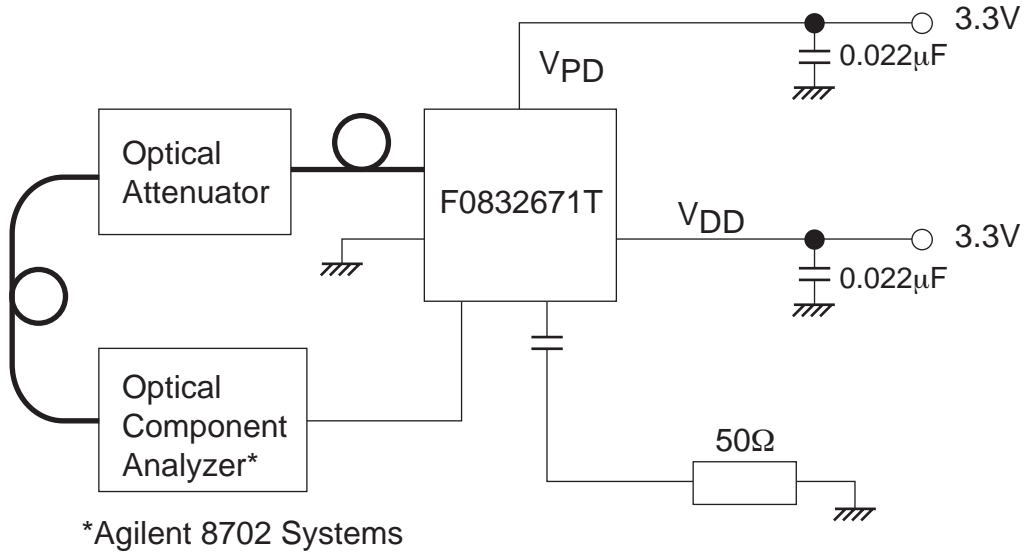 3.3V
0.022μF
VPD
Optical
Attenuator
F0832671T
VDD
3.3V
0.022μF
Optical
Component
Analyzer*
50Ω
*Agilent 8702 Systems